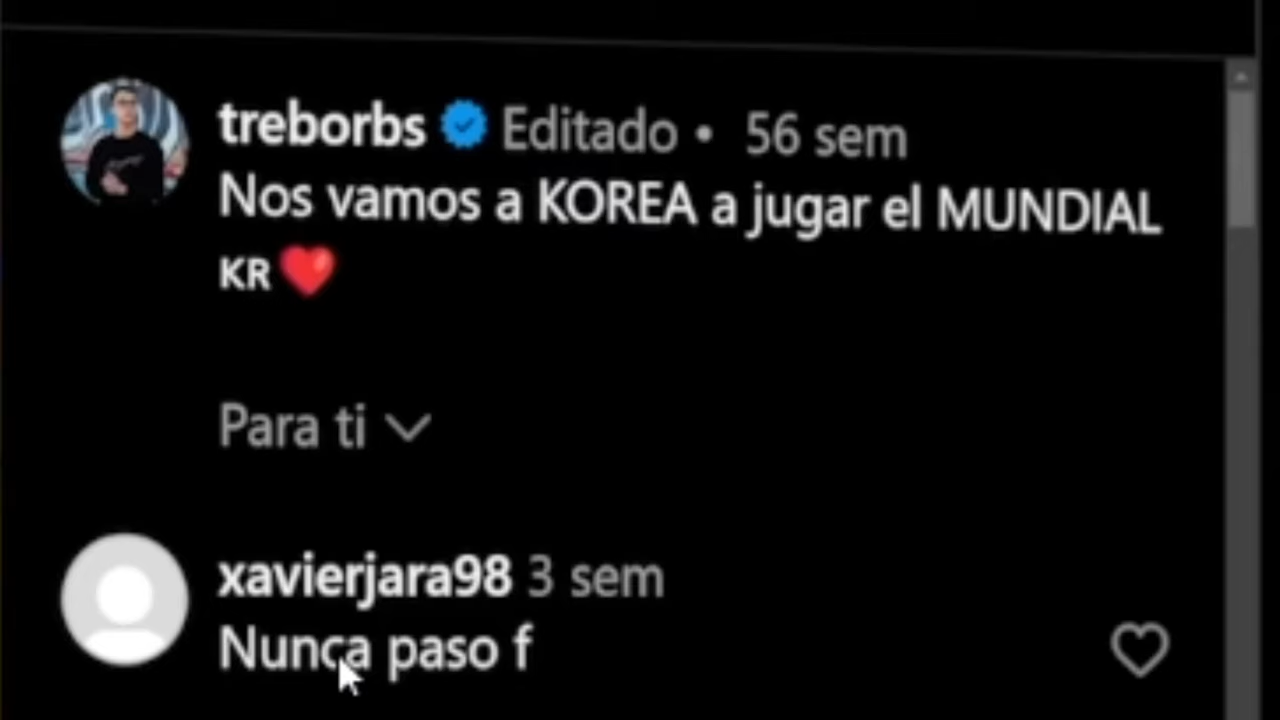 treborbs Editado • 56 sem
Nos vamos a KOREA a jugar el MUNDIAL
KR ❤️
Para ti
xavierjara98 3 sem
Nunca paso f